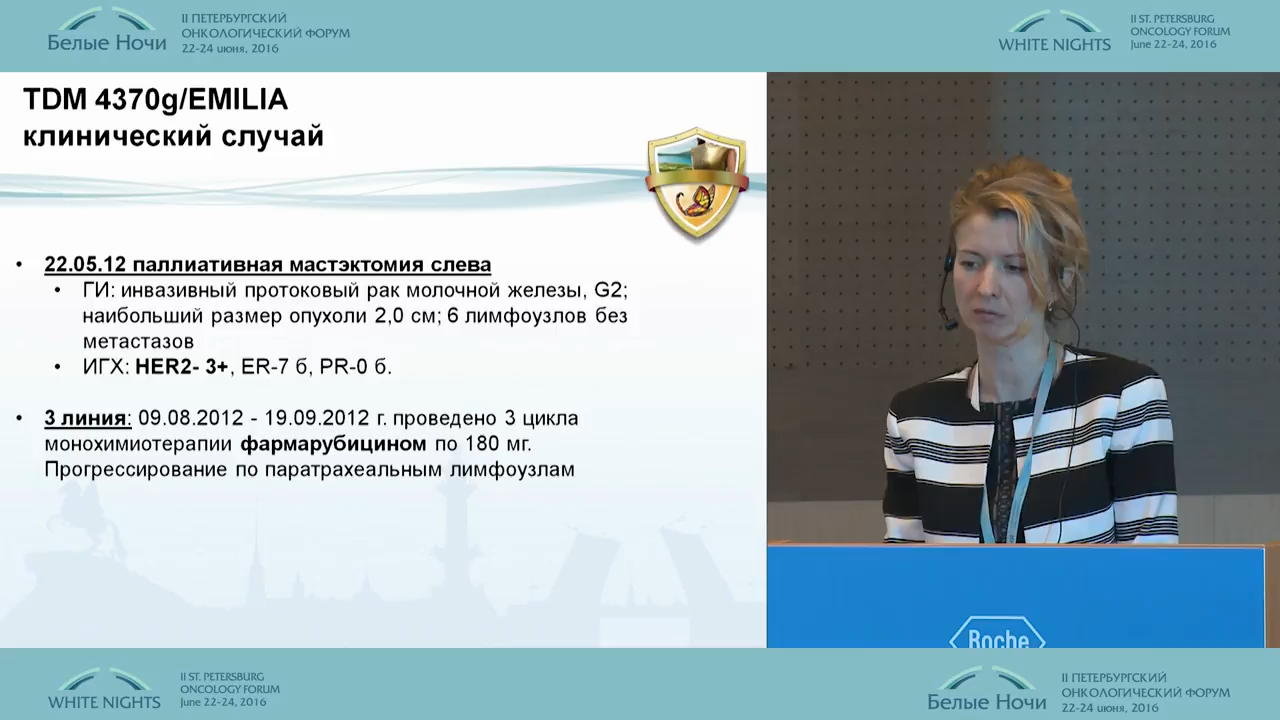 Белые Ночи
II ПЕТЕРБУРГСКИЙ
ОНКОЛОГИЧЕСКИЙ ФОРУМ
22-24 июня, 2016
WHITE NIGHTS
II ST. PETERSBURG
ONCOLOGY FORUM
June 22-24, 2016
TDM 4370g/EMILIA
клинический случай
• 22.05.12 паллиативная мастэктомия слева
• ГИ: инвазивный протоковый рак молочной железы, G2;
наибольший размер опухоли 2,0 см; 6 лимфоузлов без
метастазов
• ИГХ: HER2- 3+, ER-7 б, PR-0 б.
• 3 линия: 09.08.2012 - 19.09.2012 г. проведено 3 цикла
монохимиотерапии фармарубицином по 180 мг.
Прогрессирование по паратрахеальным лимфоузлам
Roche
WHITE NIGHTS
II ST. PETERSBURG
ONCOLOGY FORUM
June 22-24, 2016
Белые Ночи
II ПЕТЕРБУРГСКИЙ
ОНКОЛОГИЧЕСКИЙ ФОРУМ
22-24 июня, 2016